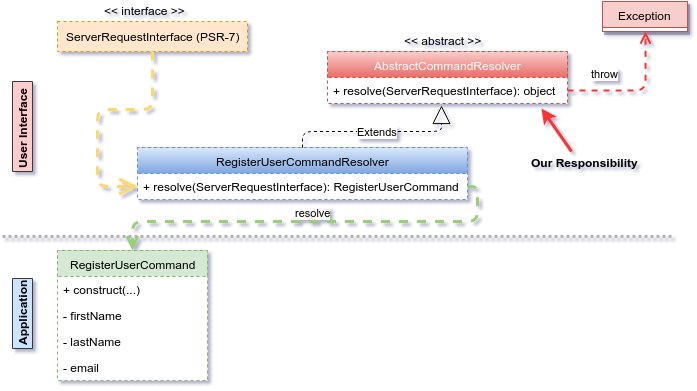 << interface >>
ServerRequestInterface (PSR-7)
Exception
<< abstract >>
AbstractCommandResolver
+ resolve(ServerRequestInterface): object
throw
User Interface
Extends
Our Responsibility
RegisterUserCommandResolver
+ resolve(ServerRequestInterface): RegisterUserCommand
resolve
Application
RegisterUserCommand
+ construct(...)
- firstName
- lastName
- email